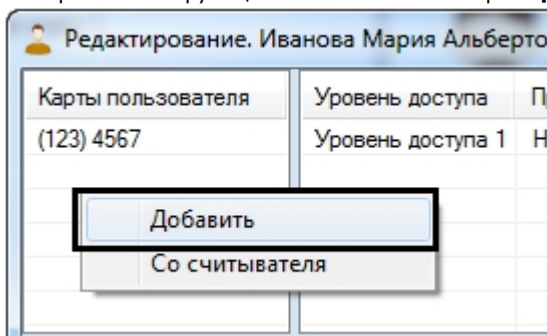 Редактирование. Иванова Мария Альберто
Карты пользователя Уровень доступа
(123) 4567 Уровень доступа 1 Н
Добавить
Со считывателя